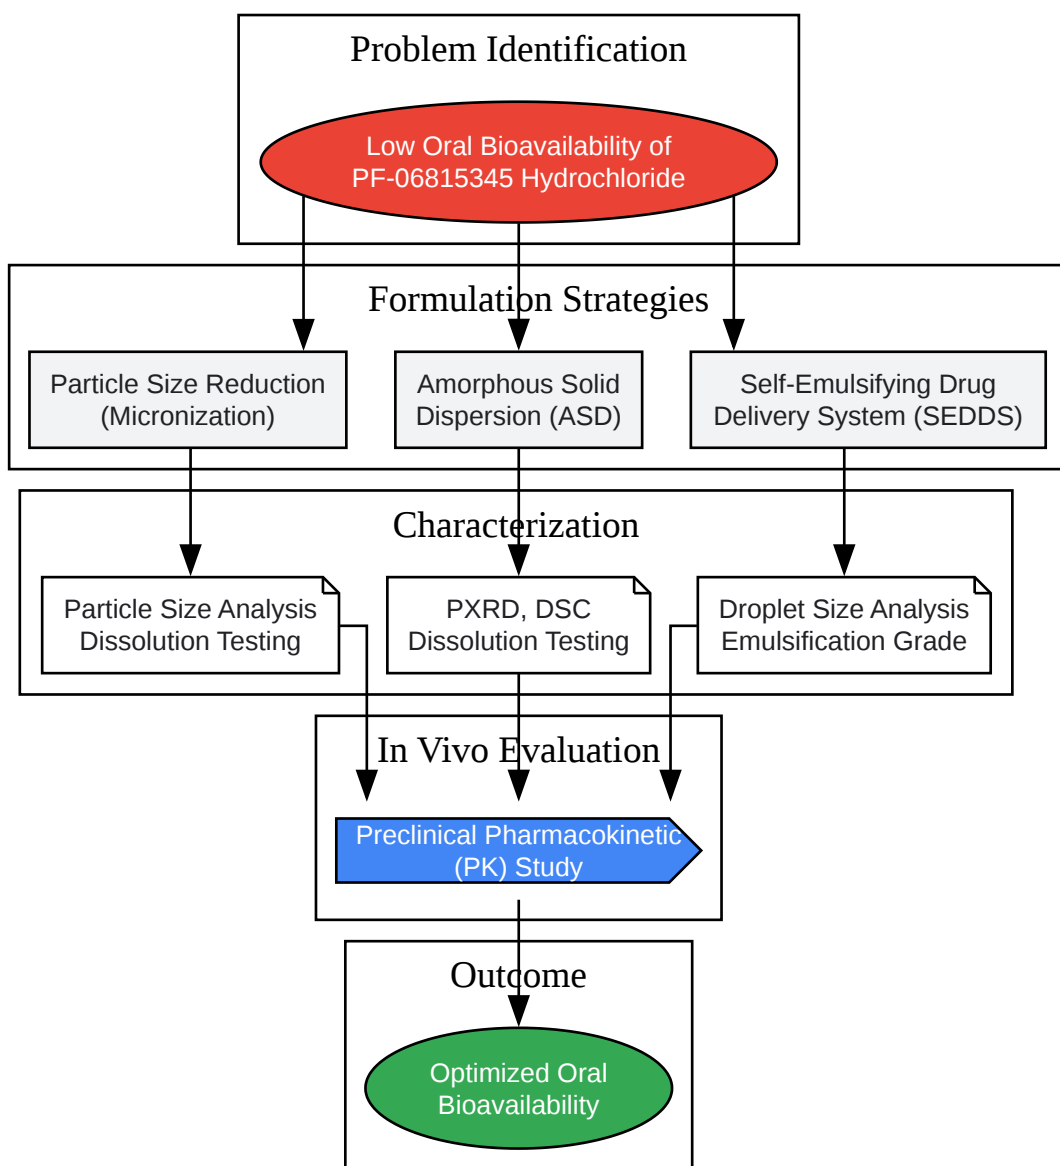 Problem Identification
Low Oral Bioavailability of
PF-06815345 Hydrochloride
Formulation Strategies
Particle Size Reduction
(Micronization)
Amorphous Solid
Dispersion (ASD)
Self-Emulsifying Drug
Delivery System (SEDDS)
Characterization
Particle Size Analysis
Dissolution Testing
PXRD, DSC
Dissolution Testing
Droplet Size Analysis
Emulsification Grade
In Vivo Evaluation
Preclinical Pharmacokinetic
(PK) Study
Outcome
Optimized Oral
Bioavailability